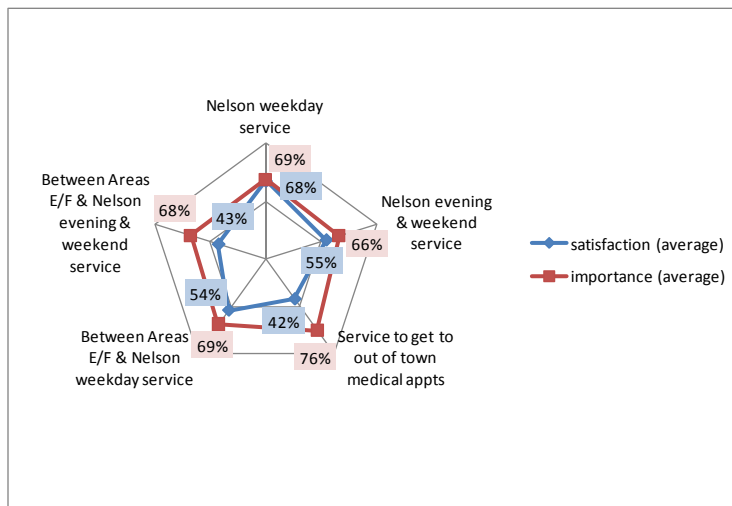 Nelson weekday
service
69%
68%
Between Areas
E/F & Nelson
evening &
weekend
service
68%
43%
Nelson evening
& weekend
service
66%
55%
satisfaction (average)
importance (average)
54%
42%
Between Areas
E/F & Nelson
weekday service
69%
76%
Service to get to
out of town
medical appts